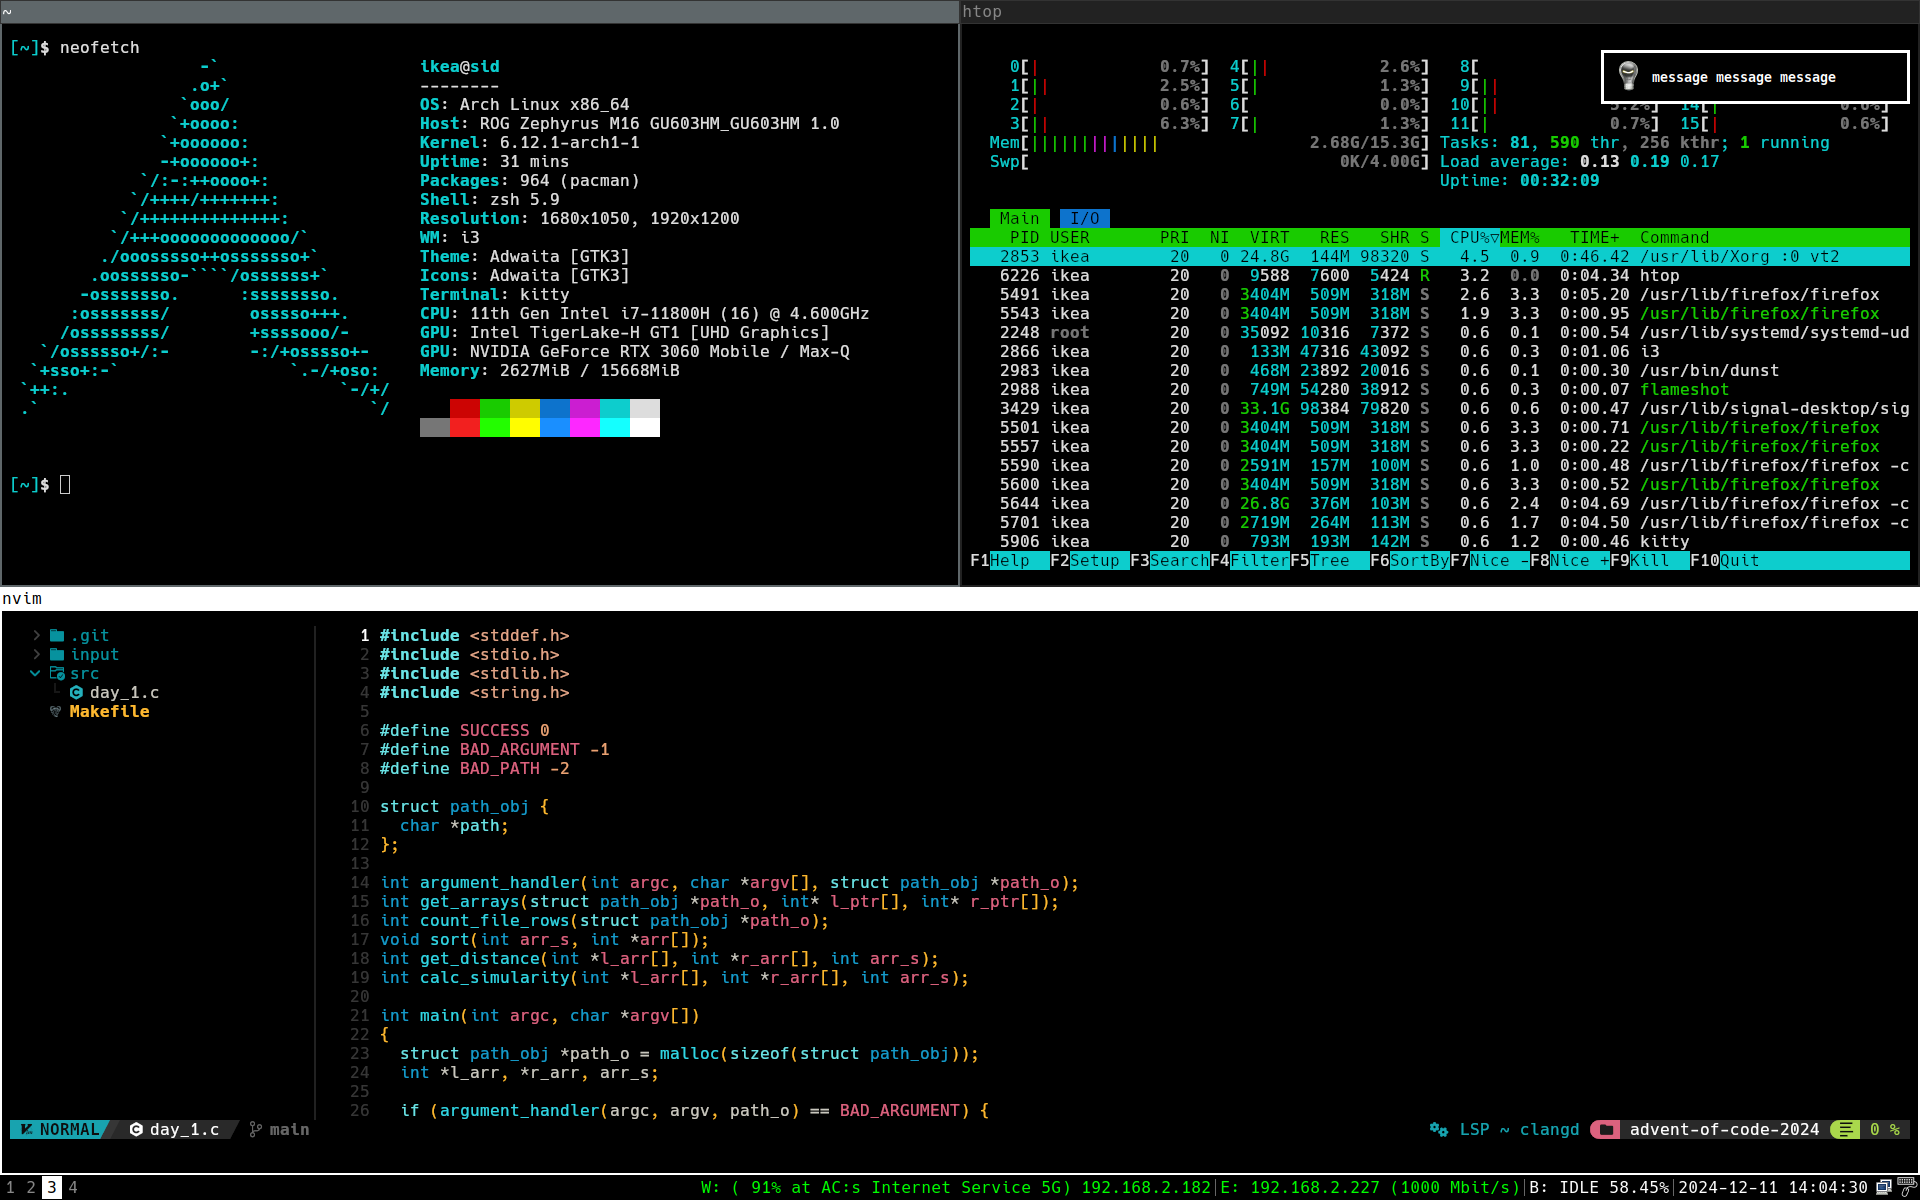 ~
[~]$ neofetch
ikea@sid
--------
OS: Arch Linux x86_64
Host: ROG Zephyrus M16 GU603HM_GU603HM 1.0
Kernel: 6.12.1-arch1-1
Uptime: 31 mins
Packages: 964 (pacman)
Shell: zsh 5.9
Resolution: 1680x1050, 1920x1200
WM: i3
Theme: Adwaita [GTK3]
Icons: Adwaita [GTK3]
Terminal: kitty
CPU: 11th Gen Intel i7-11800H (16) @ 4.600GHz
GPU: Intel TigerLake-H GT1 [UHD Graphics]
GPU: NVIDIA GeForce RTX 3060 Mobile / Max-Q
Memory: 2627MiB / 15668MiB
[~]$
htop
0[| 0.7%] 4[|| 2.6%] 8[
1[|| 2.5%] 5[| 1.3%] 9[||
2[| 0.6%] 6[ 0.0%] 10[|| 5.2%] 14[| 0.6%]
3[|| 6.3%] 7[| 1.3%] 11[| 0.7%] 15[| 0.6%]
message message message
Mem[||||||||||||| 2.68G/15.3G] Tasks: 81, 590 thr, 256 kthr; 1 running
Swp[ 0K/4.00G] Load average: 0.13 0.19 0.17
Uptime: 00:32:09
Main I/O
PID USER PRI NI VIRT RES SHR S CPU%▽MEM% TIME+ Command
2853 ikea 20 0 24.8G 144M 98320 S 4.5 0.9 0:46.42 /usr/lib/Xorg :0 vt2
6226 ikea 20 0 9588 7600 5424 R 3.2 0.0 0:04.34 htop
5491 ikea 20 0 3404M 509M 318M S 2.6 3.3 0:05.20 /usr/lib/firefox/firefox
5543 ikea 20 0 3404M 509M 318M S 1.9 3.3 0:00.95 /usr/lib/firefox/firefox
2248 root 20 0 35092 10316 7372 S 0.6 0.1 0:00.54 /usr/lib/systemd/systemd-ud
2866 ikea 20 0 133M 47316 43092 S 0.6 0.3 0:01.06 i3
2983 ikea 20 0 468M 23892 20016 S 0.6 0.1 0:00.30 /usr/bin/dunst
2988 ikea 20 0 749M 54280 38912 S 0.6 0.3 0:00.07 flameshot
3429 ikea 20 0 33.1G 98384 79820 S 0.6 0.6 0:00.47 /usr/lib/signal-desktop/sig
5501 ikea 20 0 3404M 509M 318M S 0.6 3.3 0:00.71 /usr/lib/firefox/firefox
5557 ikea 20 0 3404M 509M 318M S 0.6 3.3 0:00.22 /usr/lib/firefox/firefox
5590 ikea 20 0 2591M 157M 100M S 0.6 1.0 0:00.48 /usr/lib/firefox/firefox -c
5600 ikea 20 0 3404M 509M 318M S 0.6 3.3 0:00.52 /usr/lib/firefox/firefox
5644 ikea 20 0 26.8G 376M 103M S 0.6 2.4 0:04.69 /usr/lib/firefox/firefox -c
5701 ikea 20 0 2719M 264M 113M S 0.6 1.7 0:04.50 /usr/lib/firefox/firefox -c
5906 ikea 20 0 793M 193M 142M S 0.6 1.2 0:00.46 kitty
F1Help F2Setup F3SearchF4FilterF5Tree F6SortByF7Nice -F8Nice +F9Kill F10Quit
nvim
.git
input
src
day_1.c
Makefile
1 #include <stddef.h>
2 #include <stdio.h>
3 #include <stdlib.h>
4 #include <string.h>
5
6 #define SUCCESS 0
7 #define BAD_ARGUMENT -1
8 #define BAD_PATH -2
9
10 struct path_obj {
11 char *path;
12 };
13
14 int argument_handler(int argc, char *argv[], struct path_obj *path_o);
15 int get_arrays(struct path_obj *path_o, int* l_ptr[], int* r_ptr[]);
16 int count_file_rows(struct path_obj *path_o);
17 void sort(int arr_s, int *arr[]);
18 int get_distance(int *l_arr[], int *r_arr[], int arr_s);
19 int calc_simularity(int *l_arr[], int *r_arr[], int arr_s);
20
21 int main(int argc, char *argv[])
22 {
23 struct path_obj *path_o = malloc(sizeof(struct path_obj));
24 int *l_arr, *r_arr, arr_s;
25
26 if (argument_handler(argc, argv, path_o) == BAD_ARGUMENT) {
NORMAL day_1.c main LSP ~ clangd advent-of-code-2024 0 %
1 2 3 4 W: ( 91% at AC:s Internet Service 5G) 192.168.2.182|E: 192.168.2.227 (1000 Mbit/s)|B: IDLE 58.45%|2024-12-11 14:04:30